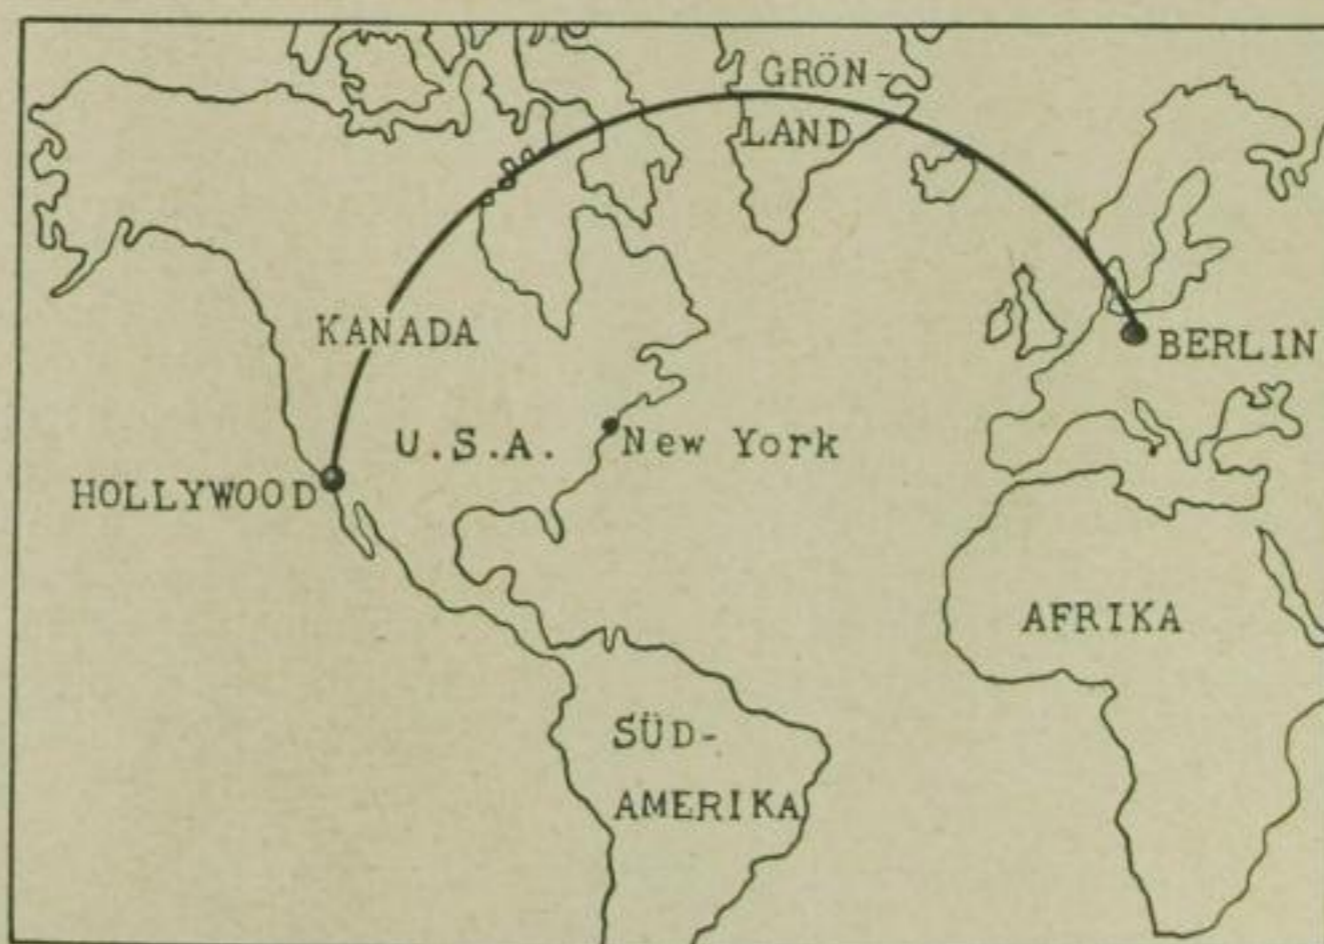 GRÖN-
LAND
KANADA
BERLIN
U.S.A.
New York
HOLLYWOOD
AFRIKA
SÜD-
AMERIKA